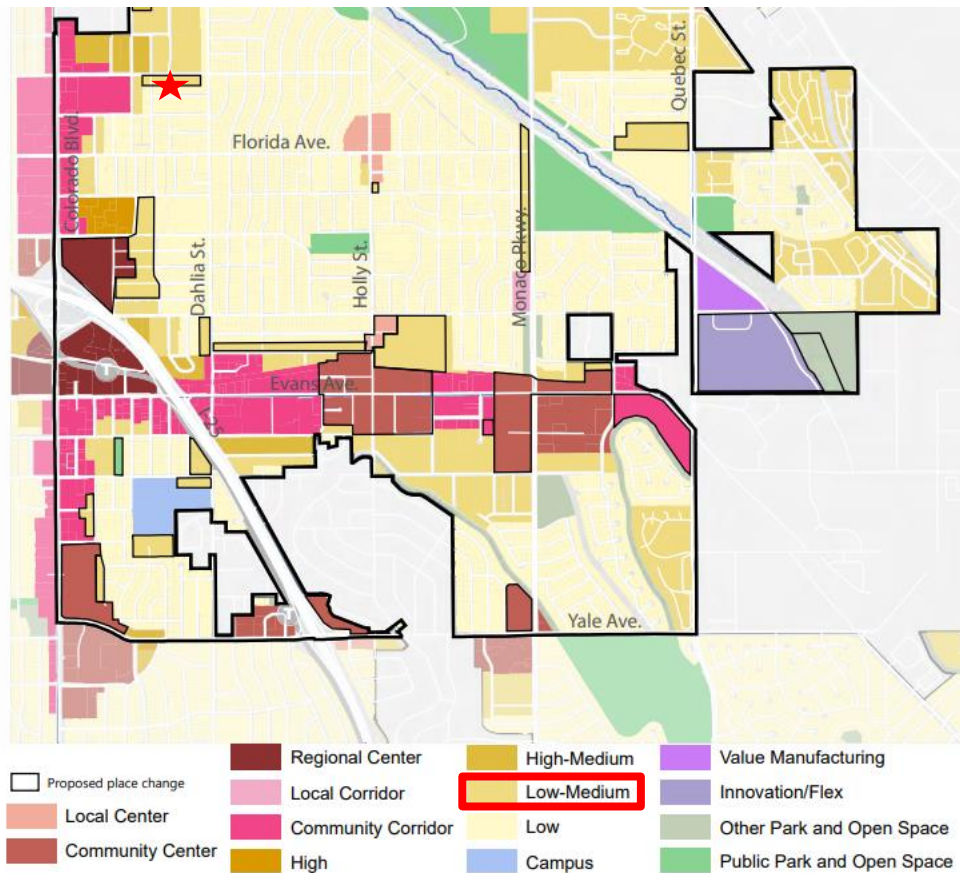 Quebec St.
Colorado Blvd.
Florida Ave.
Dahlia St.
Holly St.
Monaco Pkwy.
Evans Ave.
I-25
Yale Ave.
Proposed place change
Local Center
Community Center
Regional Center
Local Corridor
Community Corridor
High
High-Medium
Low-Medium
Low
Campus
Value Manufacturing
Innovation/Flex
Other Park and Open Space
Public Park and Open Space